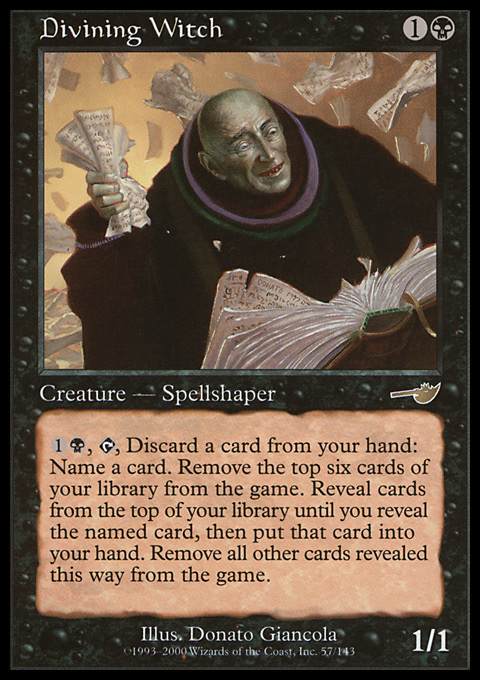 Divining Witch 1
Creature — Spellshaper
1, , Discard a card from your hand:
Name a card. Remove the top six cards of
your library from the game. Reveal cards
from the top of your library until you reveal
the named card, then put that card into
your hand. Remove all other cards revealed
this way from the game.
Illus. Donato Giancola
©1993–2000 Wizards of the Coast, Inc. 57/143
1/1